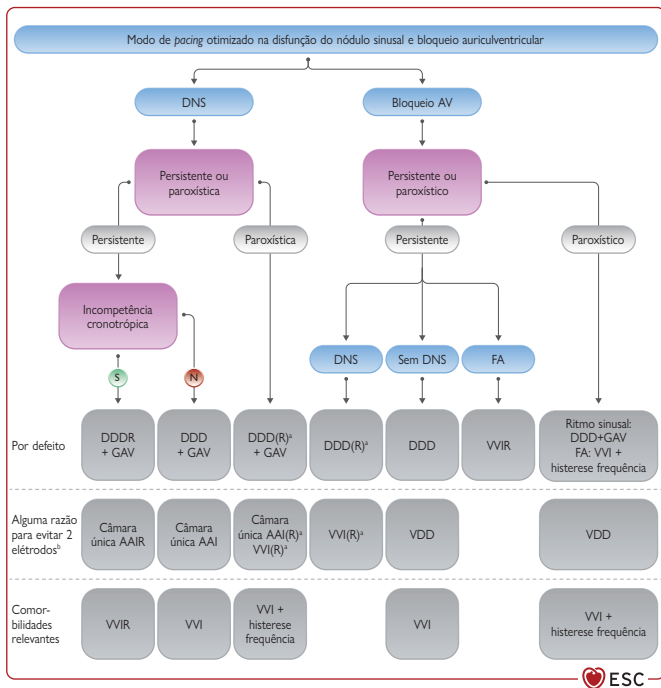 Modo de pacing otimizado na disfunção do nódulo sinusal e bloqueio auriculventricular
DNS
Bloqueio AV
Persistente ou
paroxística
Persistente ou
paroxístico
Persistente
Paroxística
Persistente
Paroxístico
Incompetência
cronotrópica
S
N
DNS
Sem DNS
FA
Por defeito
DDDR
+ GAV
DDD
+ GAV
DDD(R)ᵃ
+ GAV
DDD(R)ᵃ
DDD
VVIR
Ritmo sinusal:
DDD+GAV
FA: VVI +
histerese frequência
Alguma razão
para evitar 2
elétrodosᵇ
Câmara
única AAIR
Câmara
única AAI
Câmara
única AAI(R)ᵃ
VVI(R)ᵃ
VVI(R)ᵃ
VDD
VDD
Comor-
bilidades
relevantes
VVIR
VVI
VVI +
histerese
frequência
VVI
VVI +
histerese frequência
ESC